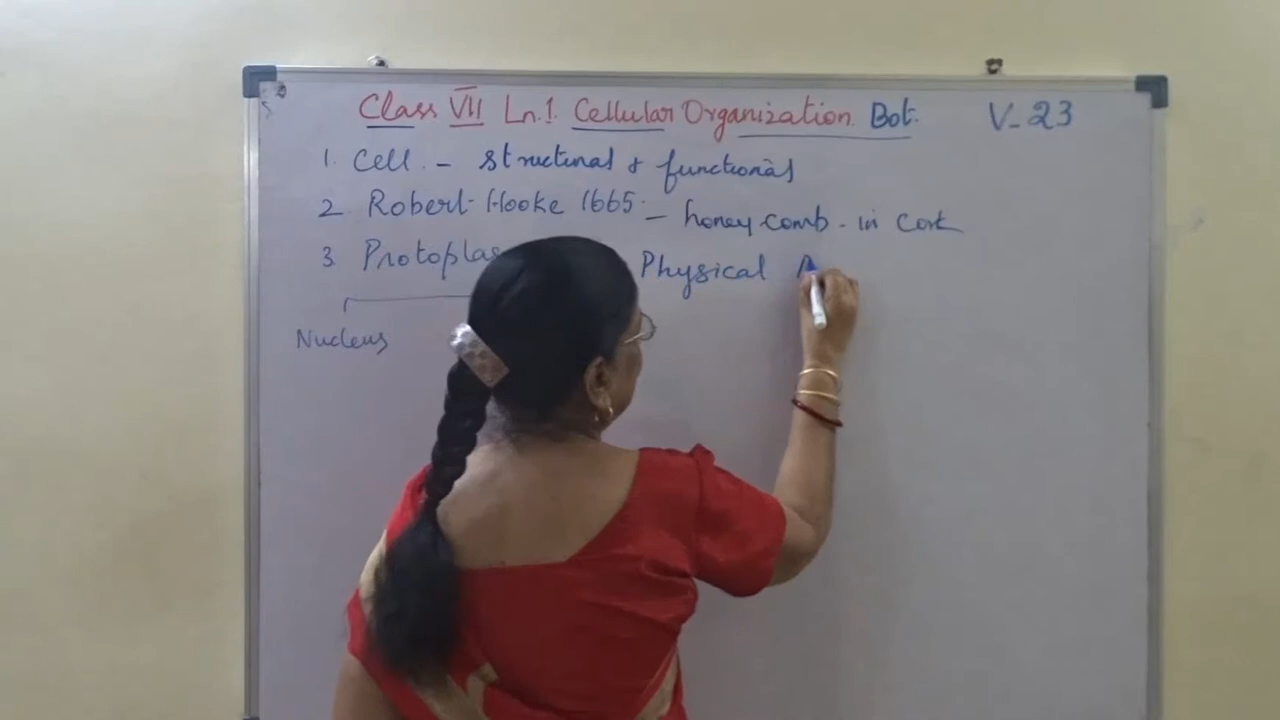 Class VII Ln.1. Cellular Organization. Bot. V-23
1. Cell. - structural & functional
2 Robert Hooke 1665. - honey comb - in Cork
3 Protoplas Physical
Nucleus